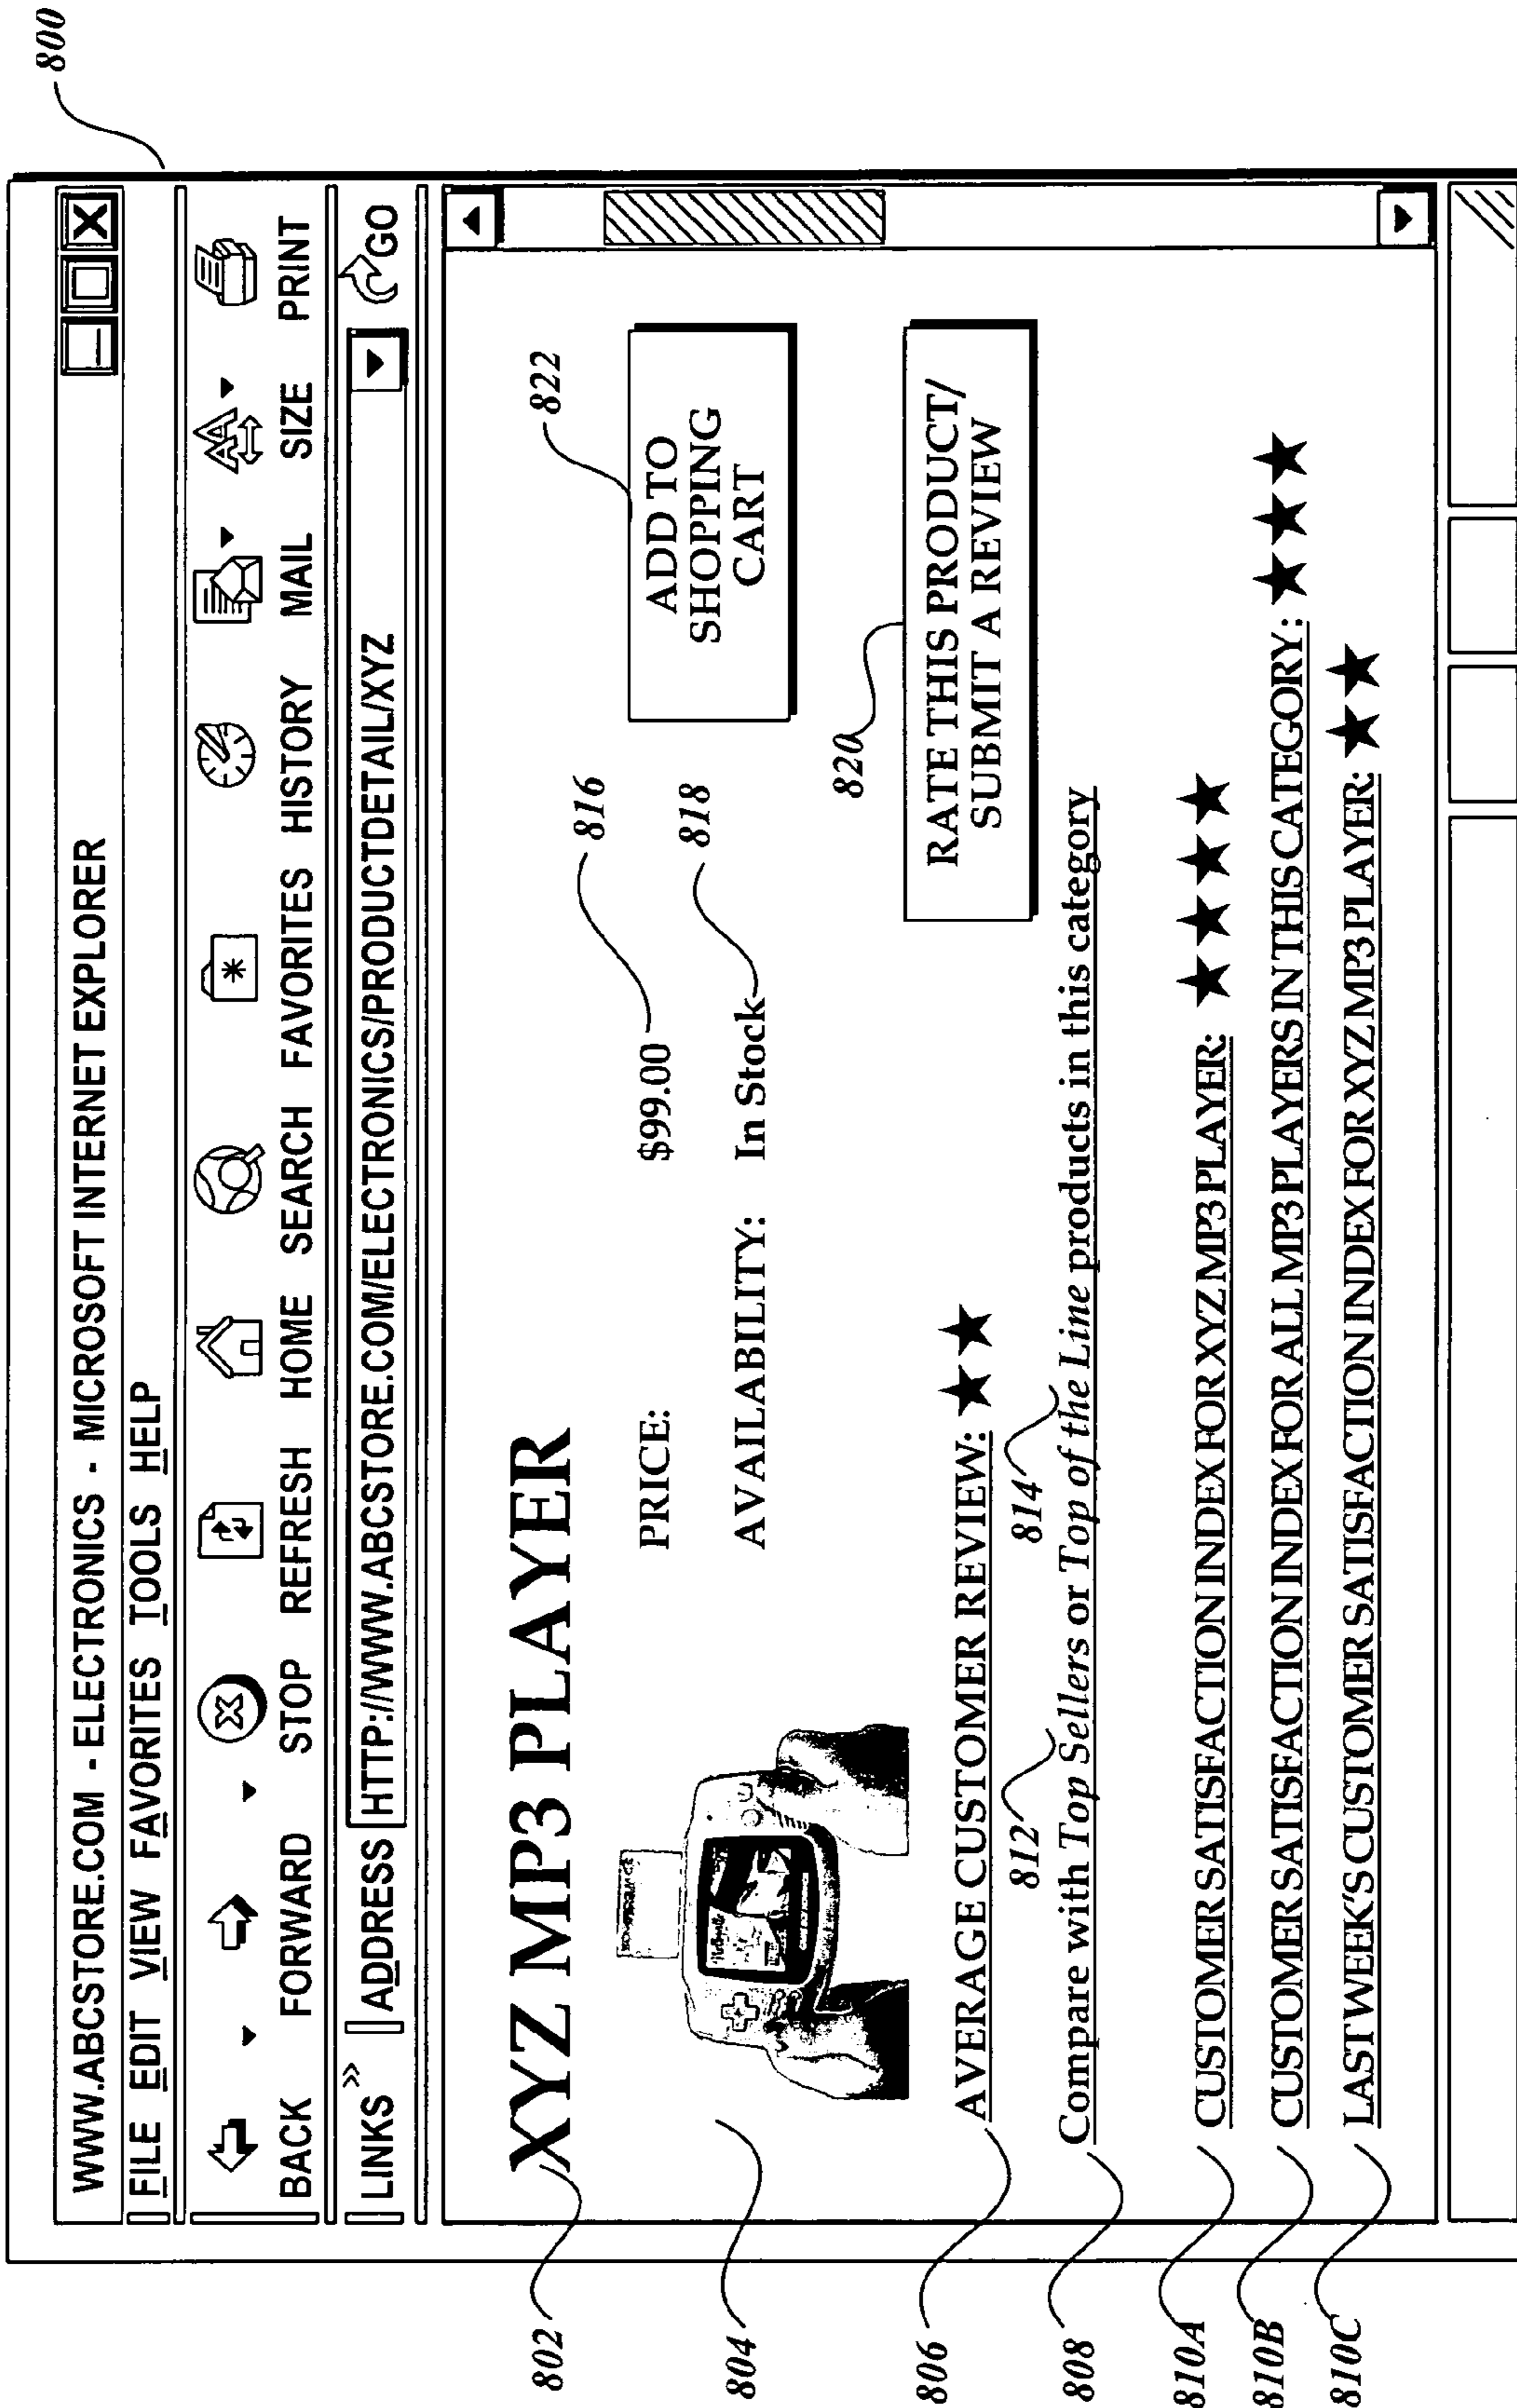 800
WWW.ABCSTORE.COM - ELECTRONICS - MICROSOFT INTERNET EXPLORER
FILE EDIT VIEW FAVORITES TOOLS HELP
BACK FORWARD STOP REFRESH HOME SEARCH FAVORITES HISTORY MAIL SIZE PRINT
LINKS » ADDRESS HTTP://WWW.ABCSTORE.COM/ELECTRONICS/PRODUCTDETAIL/XYZ GO
802
XYZ MP3 PLAYER
822
804
816
PRICE: $99.00
ADD TO
SHOPPING
CART
818
AVAILABILITY: In Stock
820
806
AVERAGE CUSTOMER REVIEW: ★★
RATE THIS PRODUCT/
SUBMIT A REVIEW
812
814
808
Compare with Top Sellers or Top of the Line products in this category
810A
CUSTOMER SATISFACTION INDEX FOR XYZ MP3 PLAYER: ★★★★
810B
CUSTOMER SATISFACTION INDEX FOR ALL MP3 PLAYERS IN THIS CATEGORY: ★★★
810C
LAST WEEK'S CUSTOMER SATISFACTION INDEX FOR XYZ MP3 PLAYER: ★★